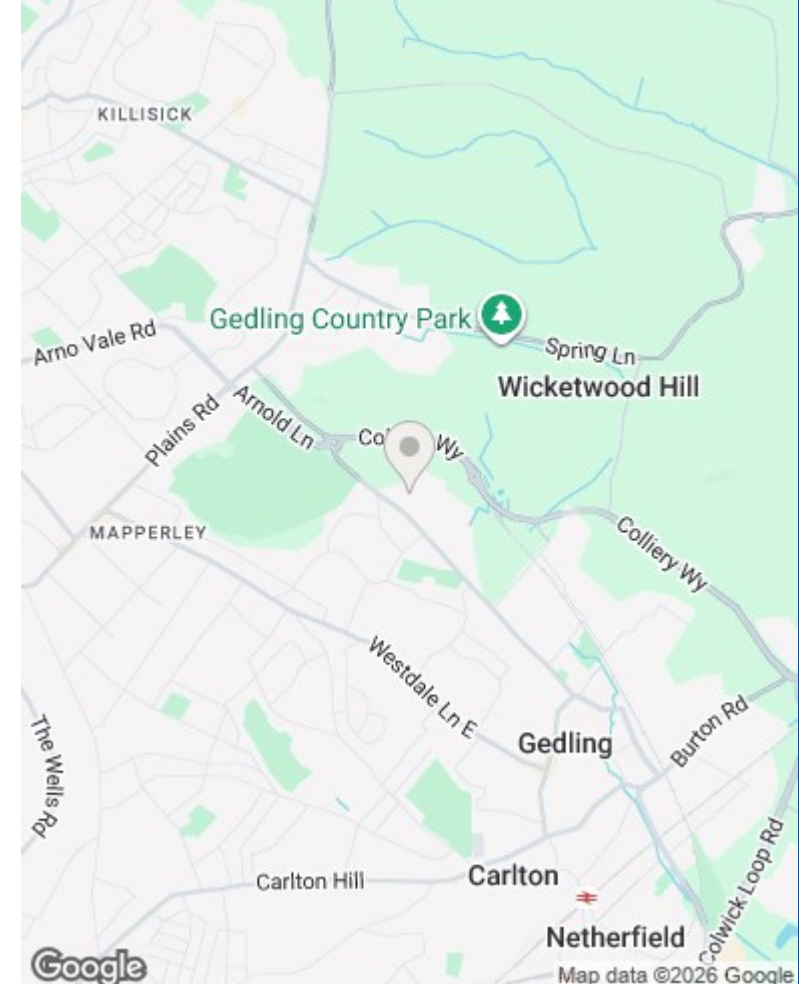 KILLISICK
Gedling Country Park
Arno Vale Rd
Spring Ln
Wicketwood Hill
Plains Rd
Arnold Ln
Wy
MAPPERLEY
Colliery Wy
Westdale Ln E
The Wells Rd
Gedling
Burton Rd
Carlton Hill
Carlton
Colwick Loop Rd
Netherfield
Google
Map data ©2026 Google